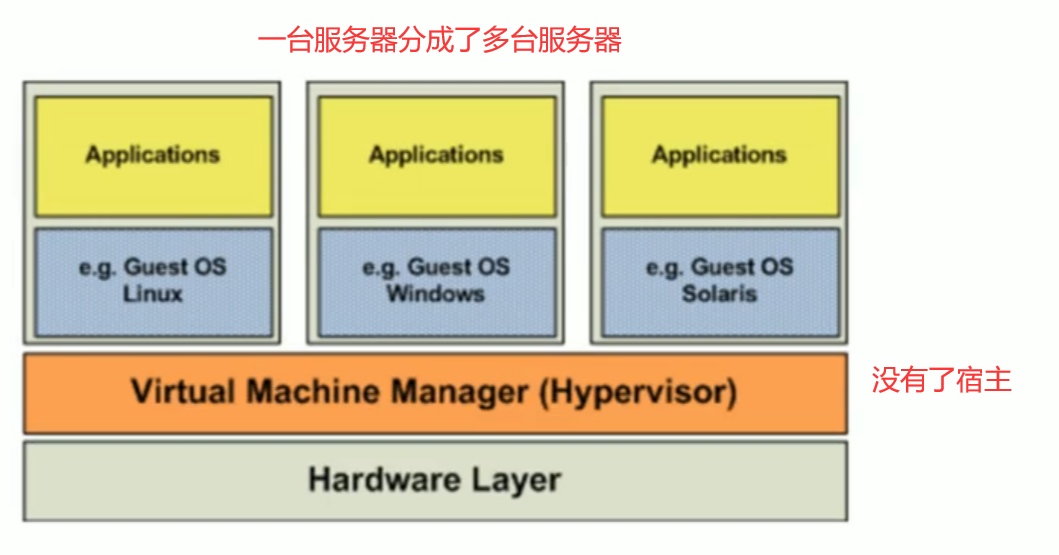 一台服务器分成了多台服务器
Applications
Applications
Applications
e.g. Guest OS
Linux
e.g. Guest OS
Windows
e.g. Guest OS
Solaris
Virtual Machine Manager (Hypervisor)
没有了宿主
Hardware Layer